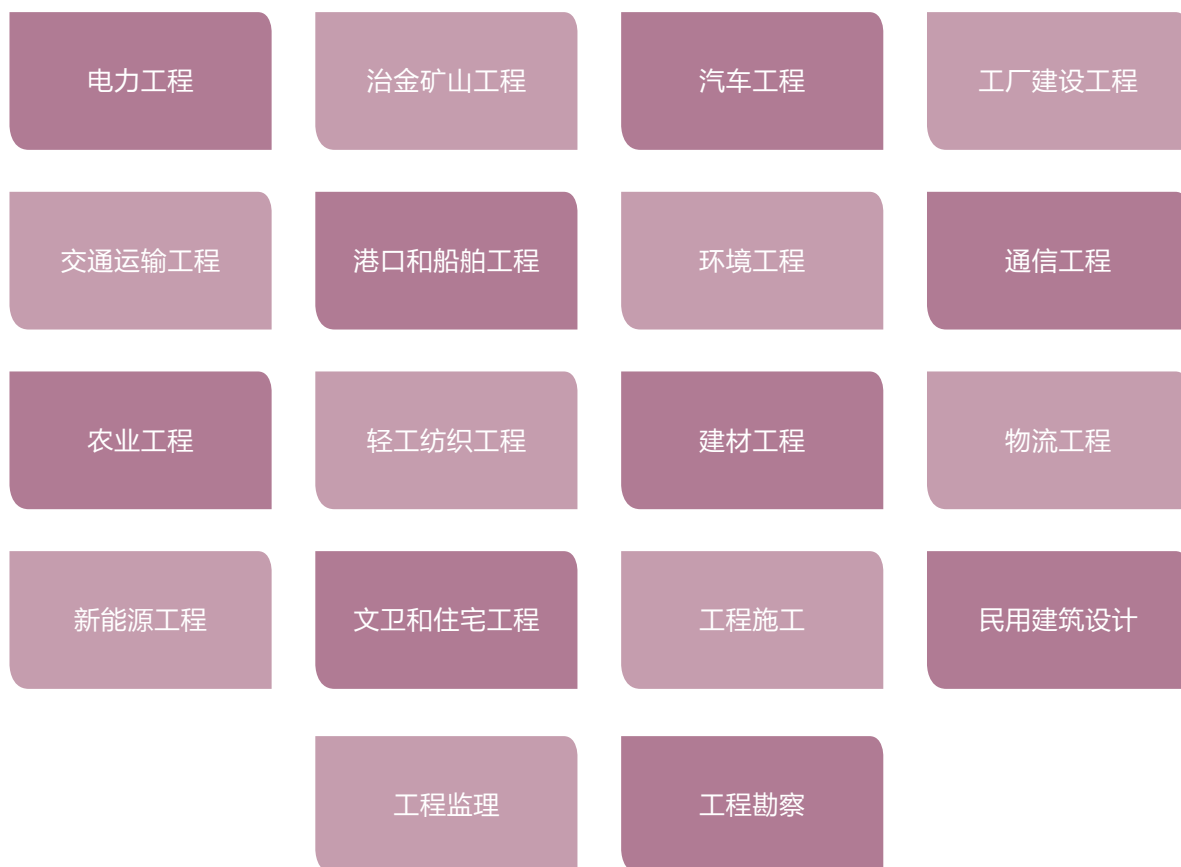 电力工程
治金矿山工程
汽车工程
工厂建设工程
交通运输工程
港口和船舶工程
环境工程
通信工程
农业工程
轻工纺织工程
建材工程
物流工程
新能源工程
文卫和住宅工程
工程施工
民用建筑设计
工程监理
工程勘察